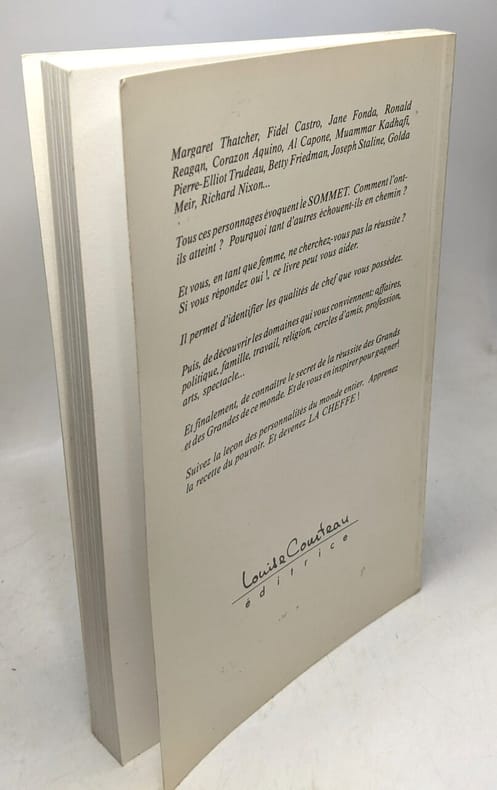 Margaret Thatcher, Fidel Castro, Jane Fonda, Ronald
Reagan, Corazon Aquino, Al Capone, Muammar Kadhafi,
Pierre-Elliot Trudeau, Betty Friedman, Joseph Staline, Golda
Meir, Richard Nixon...
Tous ces personnages évoquent le SOMMET. Comment l'ont-
ils atteint ? Pourquoi tant d'autres échouent-ils en chemin ?
Et vous, en tant que femme, ne cherchez-vous pas la réussite ?
Si vous répondez oui !, ce livre peut vous aider.
Il permet d'identifier les qualités de chef que vous possédez.
Puis, de découvrir les domaines qui vous conviennent: affaires,
politique, famille, travail, religion, cercles d'amis, profession,
arts, spectacle...
Et finalement, de connaître le secret de la réussite des Grands
et des Grandes de ce monde. Et de vous en inspirer pour gagner!
Suivez la leçon des personnalités du monde entier. Apprenez
la recette du pouvoir. Et devenez LA CHEFFE !
Louise Courteau
éditrice